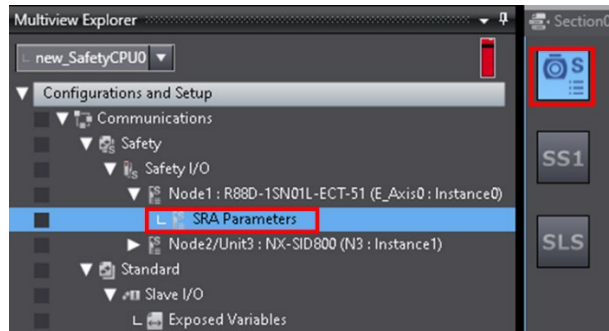 Multiview Explorer
Section0
new_SafetyCPU0
S
Configurations and Setup
Communications
Safety
SS1
Safety I/O
Node1 : R88D-1SN01L-ECT-51 (E_Axis0 : Instance0)
SRA Parameters
Node2/Unit3 : NX-SID800 (N3 : Instance1)
SLS
Standard
Slave I/O
Exposed Variables